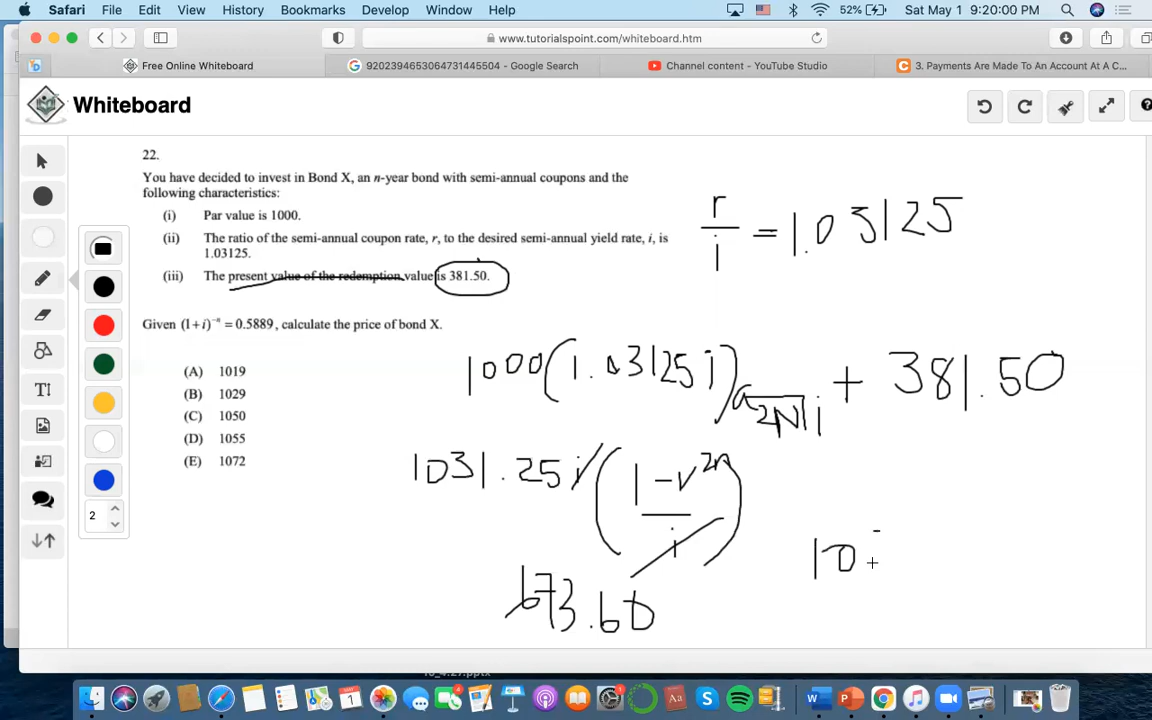 Safari File Edit View History Bookmarks Develop Window Help 52% Sat May 1 9:20:00 PM
www.tutorialspoint.com/whiteboard.htm
Free Online Whiteboard
9202394653064731445504 - Google Search
Channel content - YouTube Studio
3. Payments Are Made To An Account At A C...
Whiteboard
22.
You have decided to invest in Bond X, an n-year bond with semi-annual coupons and the
following characteristics:
(i) Par value is 1000.
(ii) The ratio of the semi-annual coupon rate, r, to the desired semi-annual yield rate, i, is
1.03125.
(iii) The present value of the redemption value is 381.50.
Given (1+i)⁻ⁿ = 0.5889, calculate the price of bond X.
(A) 1019
(B) 1029
(C) 1050
(D) 1055
(E) 1072
r/i = 1.03125
1000(1.03125i)a2N i + 381.50
1031.25i(1-v²ⁿ/i)
673.60
10
2